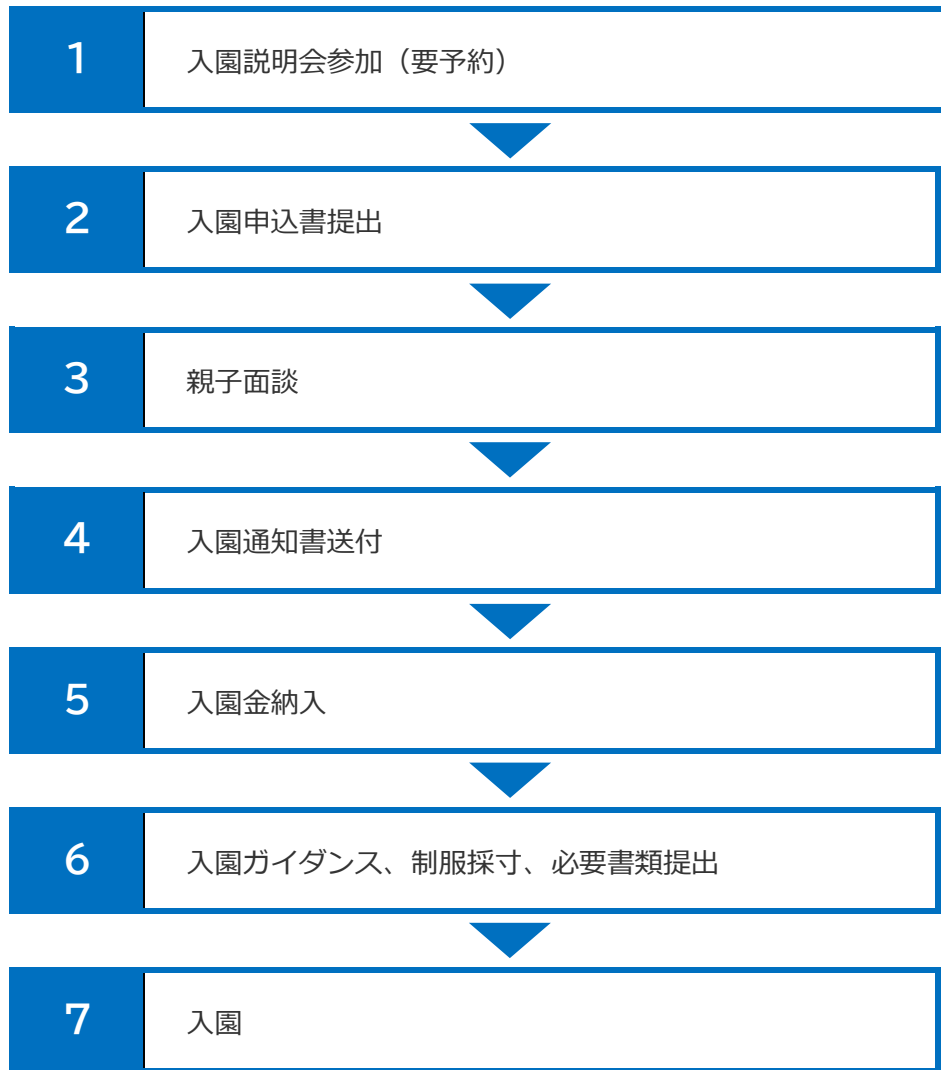 1
入園説明会参加（要予約）
2
入園申込書提出
3
親子面談
4
入園通知書送付
5
入園金納入
6
入園ガイダンス、制服採寸、必要書類提出
7
入園